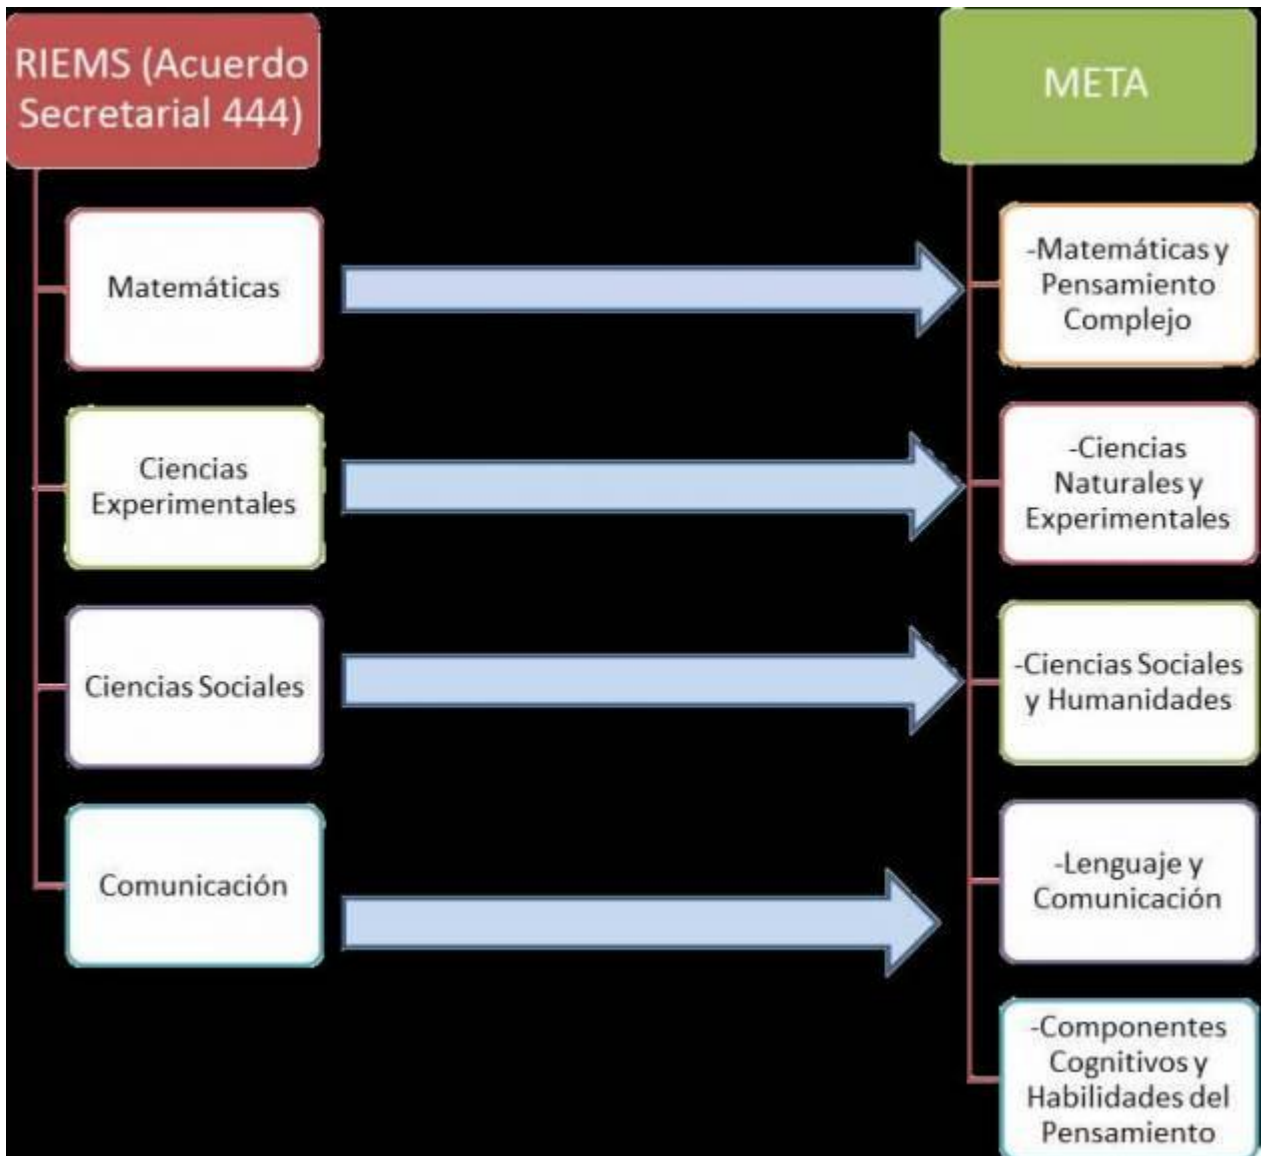 RIEMS (Acuerdo
Secretarial 444)
META
Matemáticas
-Matemáticas y
Pensamiento
Complejo
Ciencias
Experimentales
-Ciencias
Naturales y
Experimentales
Ciencias Sociales
-Ciencias Sociales
y Humanidades
Comunicación
-Lenguaje y
Comunicación
-Componentes
Cognitivos y
Habilidades del
Pensamiento